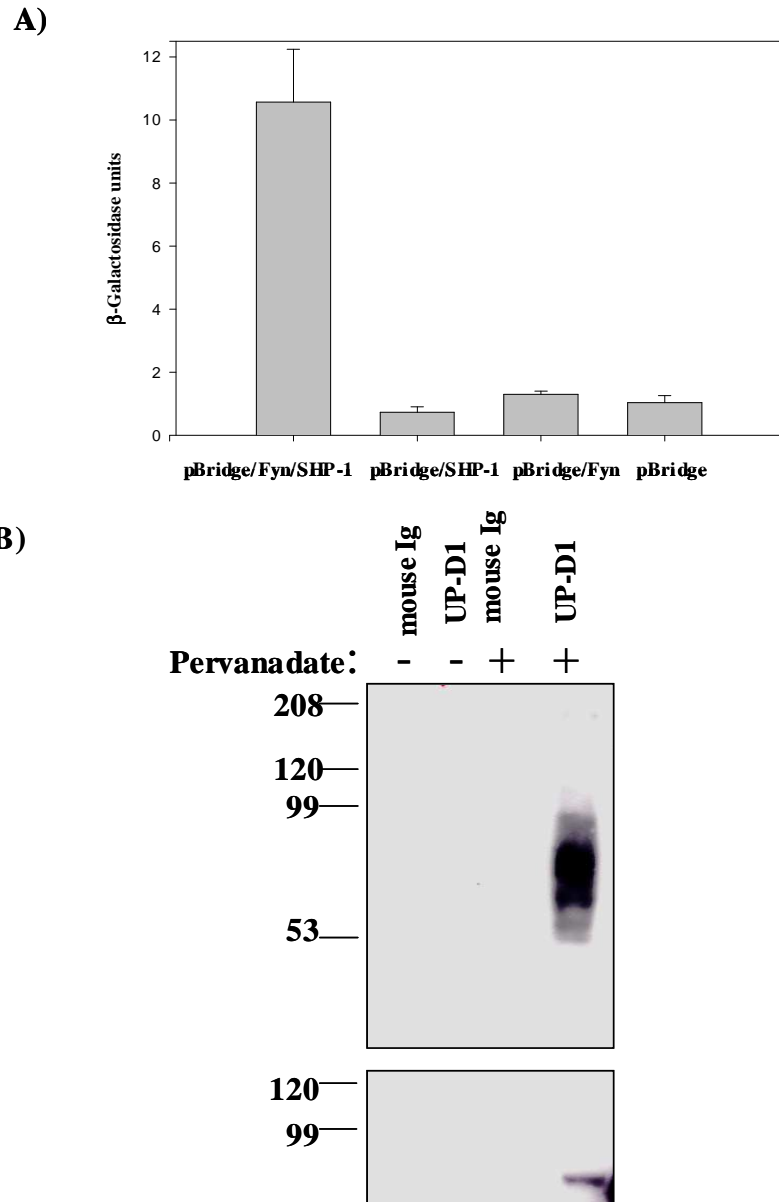 A)
12
10
8
6
4
2
0
β-Galactosidase units
pBridge/Fyn/SHP-1 pBridge/SHP-1 pBridge/Fyn pBridge
B)
mouse Ig UP-D1 mouse Ig UP-D1
Pervanadate: - - + +
208
120
99
53
120
99